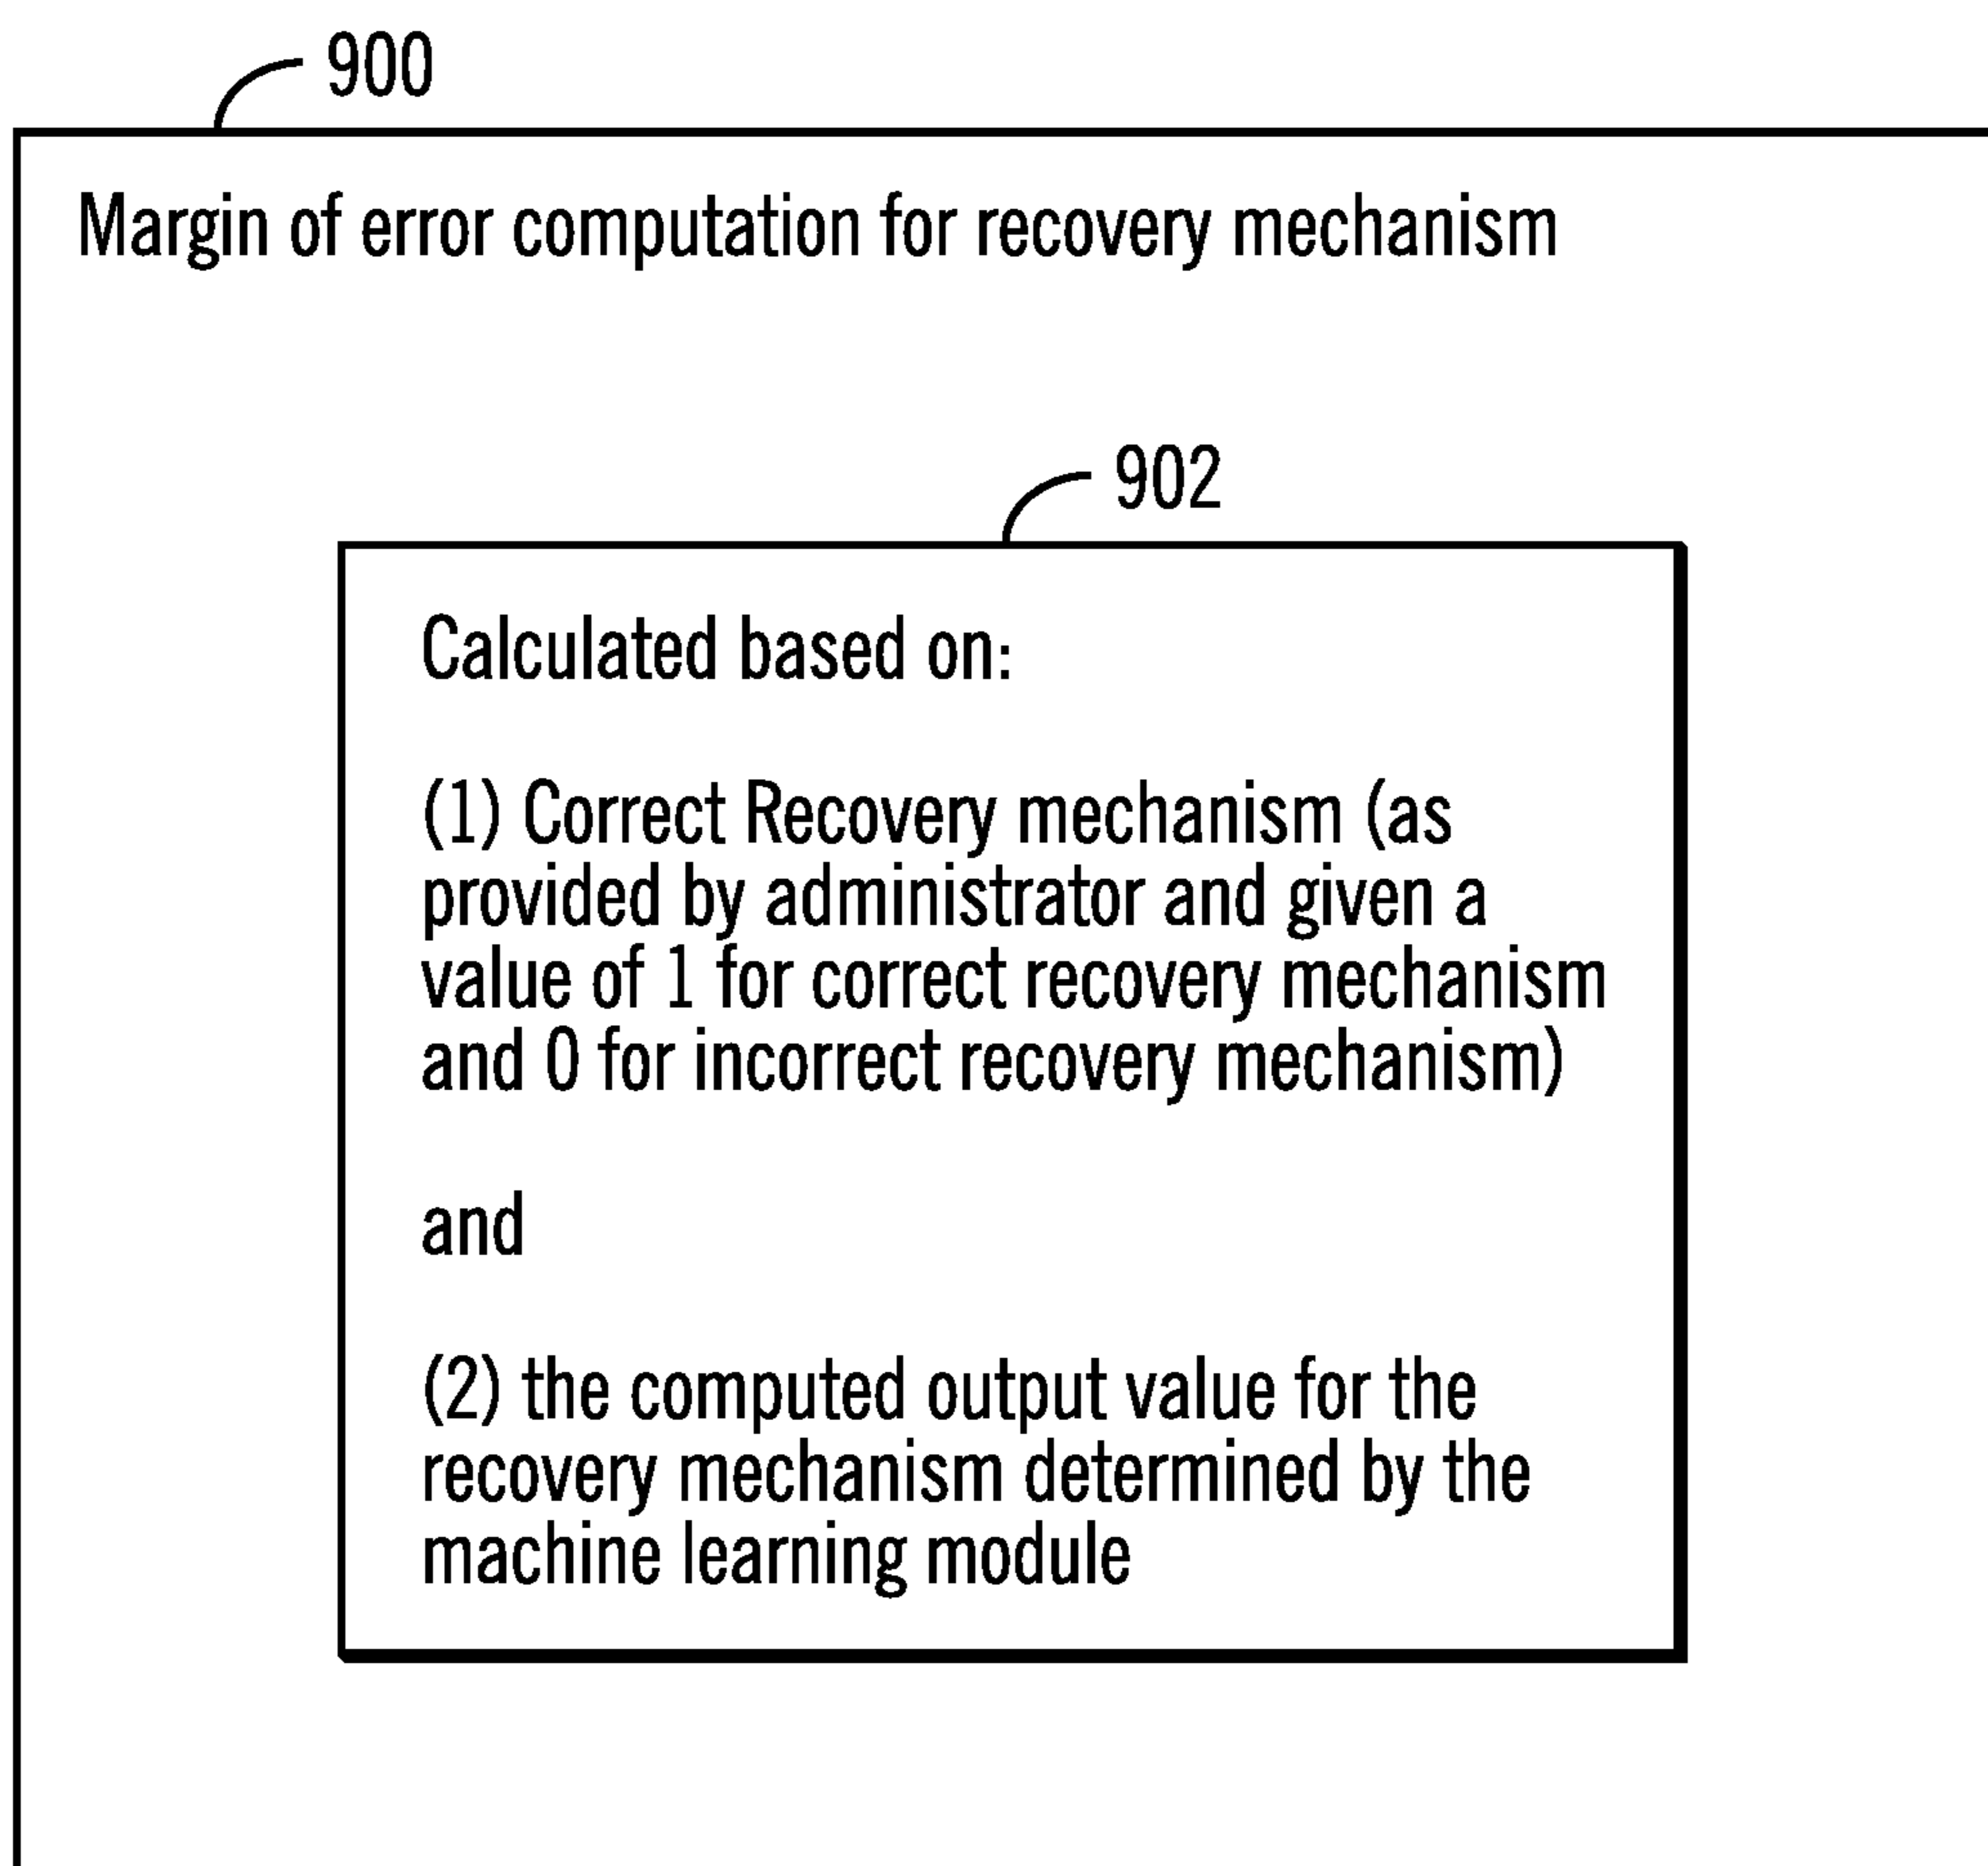 900
Margin of error computation for recovery mechanism
902
Calculated based on:
(1) Correct Recovery mechanism (as
provided by administrator and given a
value of 1 for correct recovery mechanism
and 0 for incorrect recovery mechanism)
and
(2) the computed output value for the
recovery mechanism determined by the
machine learning module